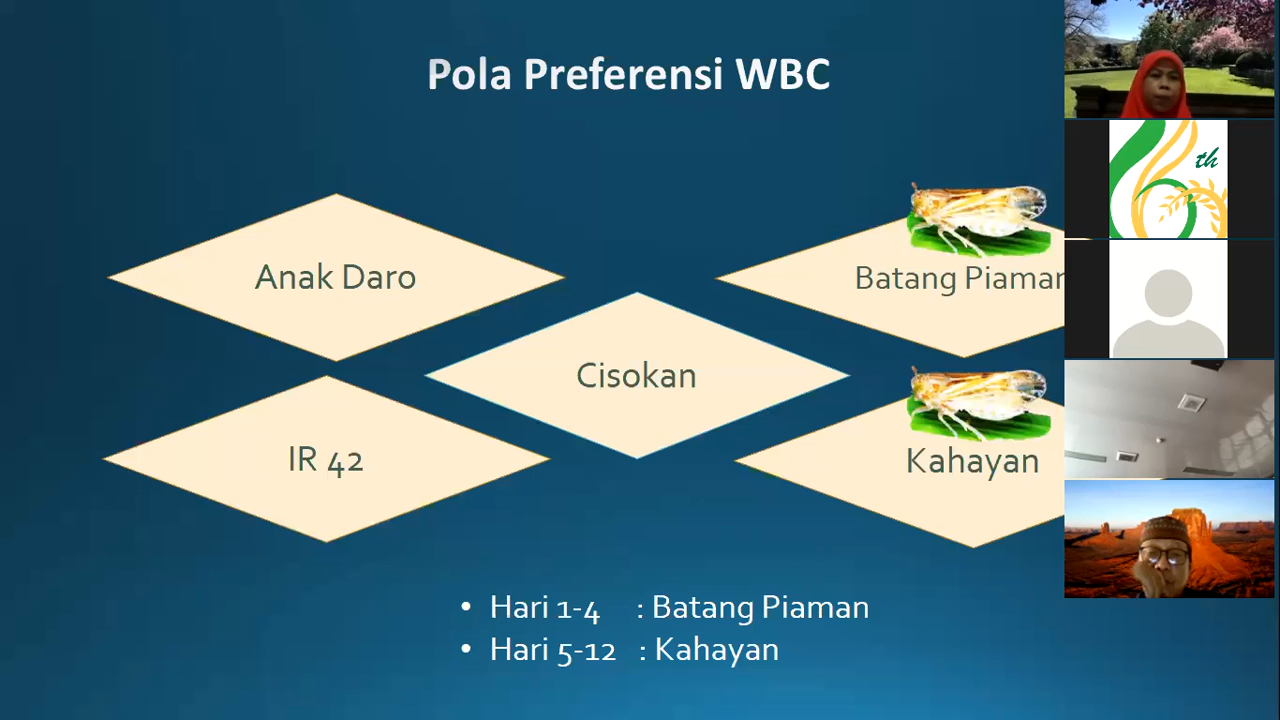 Pola Preferensi WBC
Anak Daro
Batang Piaman
Cisokan
IR 42
Kahayan
• Hari 1-4 : Batang Piaman
• Hari 5-12 : Kahayan
6th